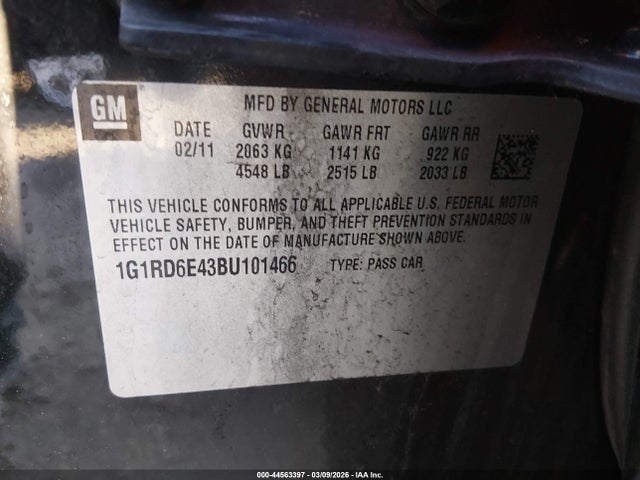 GM
MFD BY GENERAL MOTORS LLC
DATE GVWR GAWR FRT GAWR RR
02/11 2063 KG 1141 KG 922 KG
4548 LB 2515 LB 2033 LB
THIS VEHICLE CONFORMS TO ALL APPLICABLE U.S. FEDERAL MOTOR
VEHICLE SAFETY, BUMPER, AND THEFT PREVENTION STANDARDS IN
EFFECT ON THE DATE OF MANUFACTURE SHOWN ABOVE.
1G1RD6E43BU101466 TYPE: PASS CAR
000-44563397 | 03/09/2026 | IAA Inc.